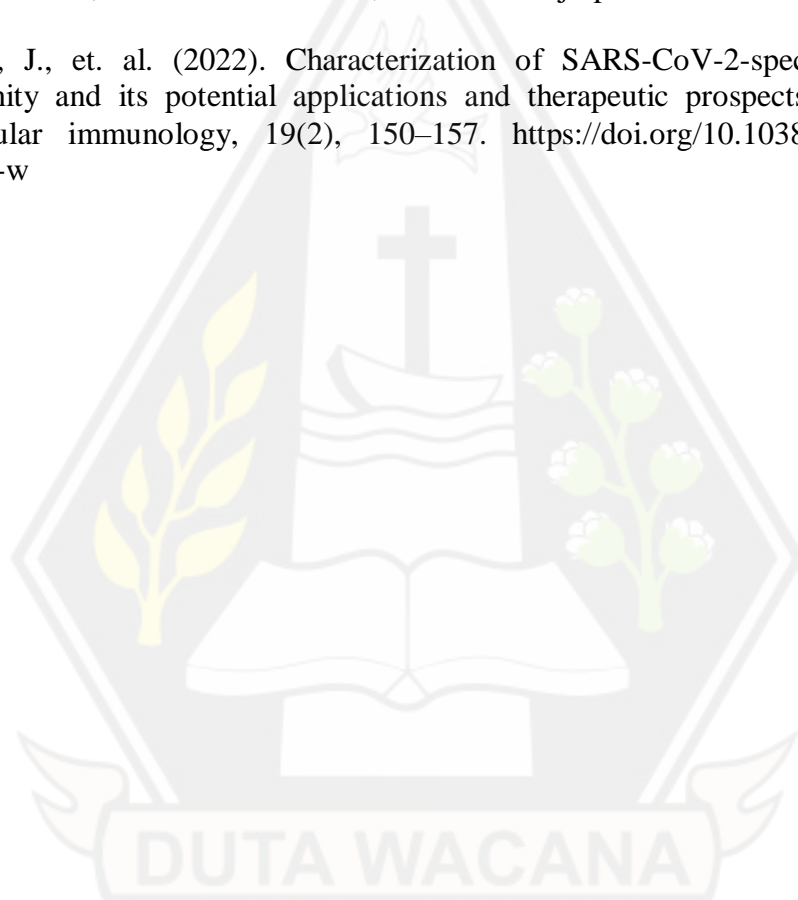 , J., et. al. (2022). Characterization of SARS-CoV-2-spec
nity and its potential applications and therapeutic prospects
ular immunology, 19(2), 150–157. https://doi.org/10.1038
-w
DUTA WACANA